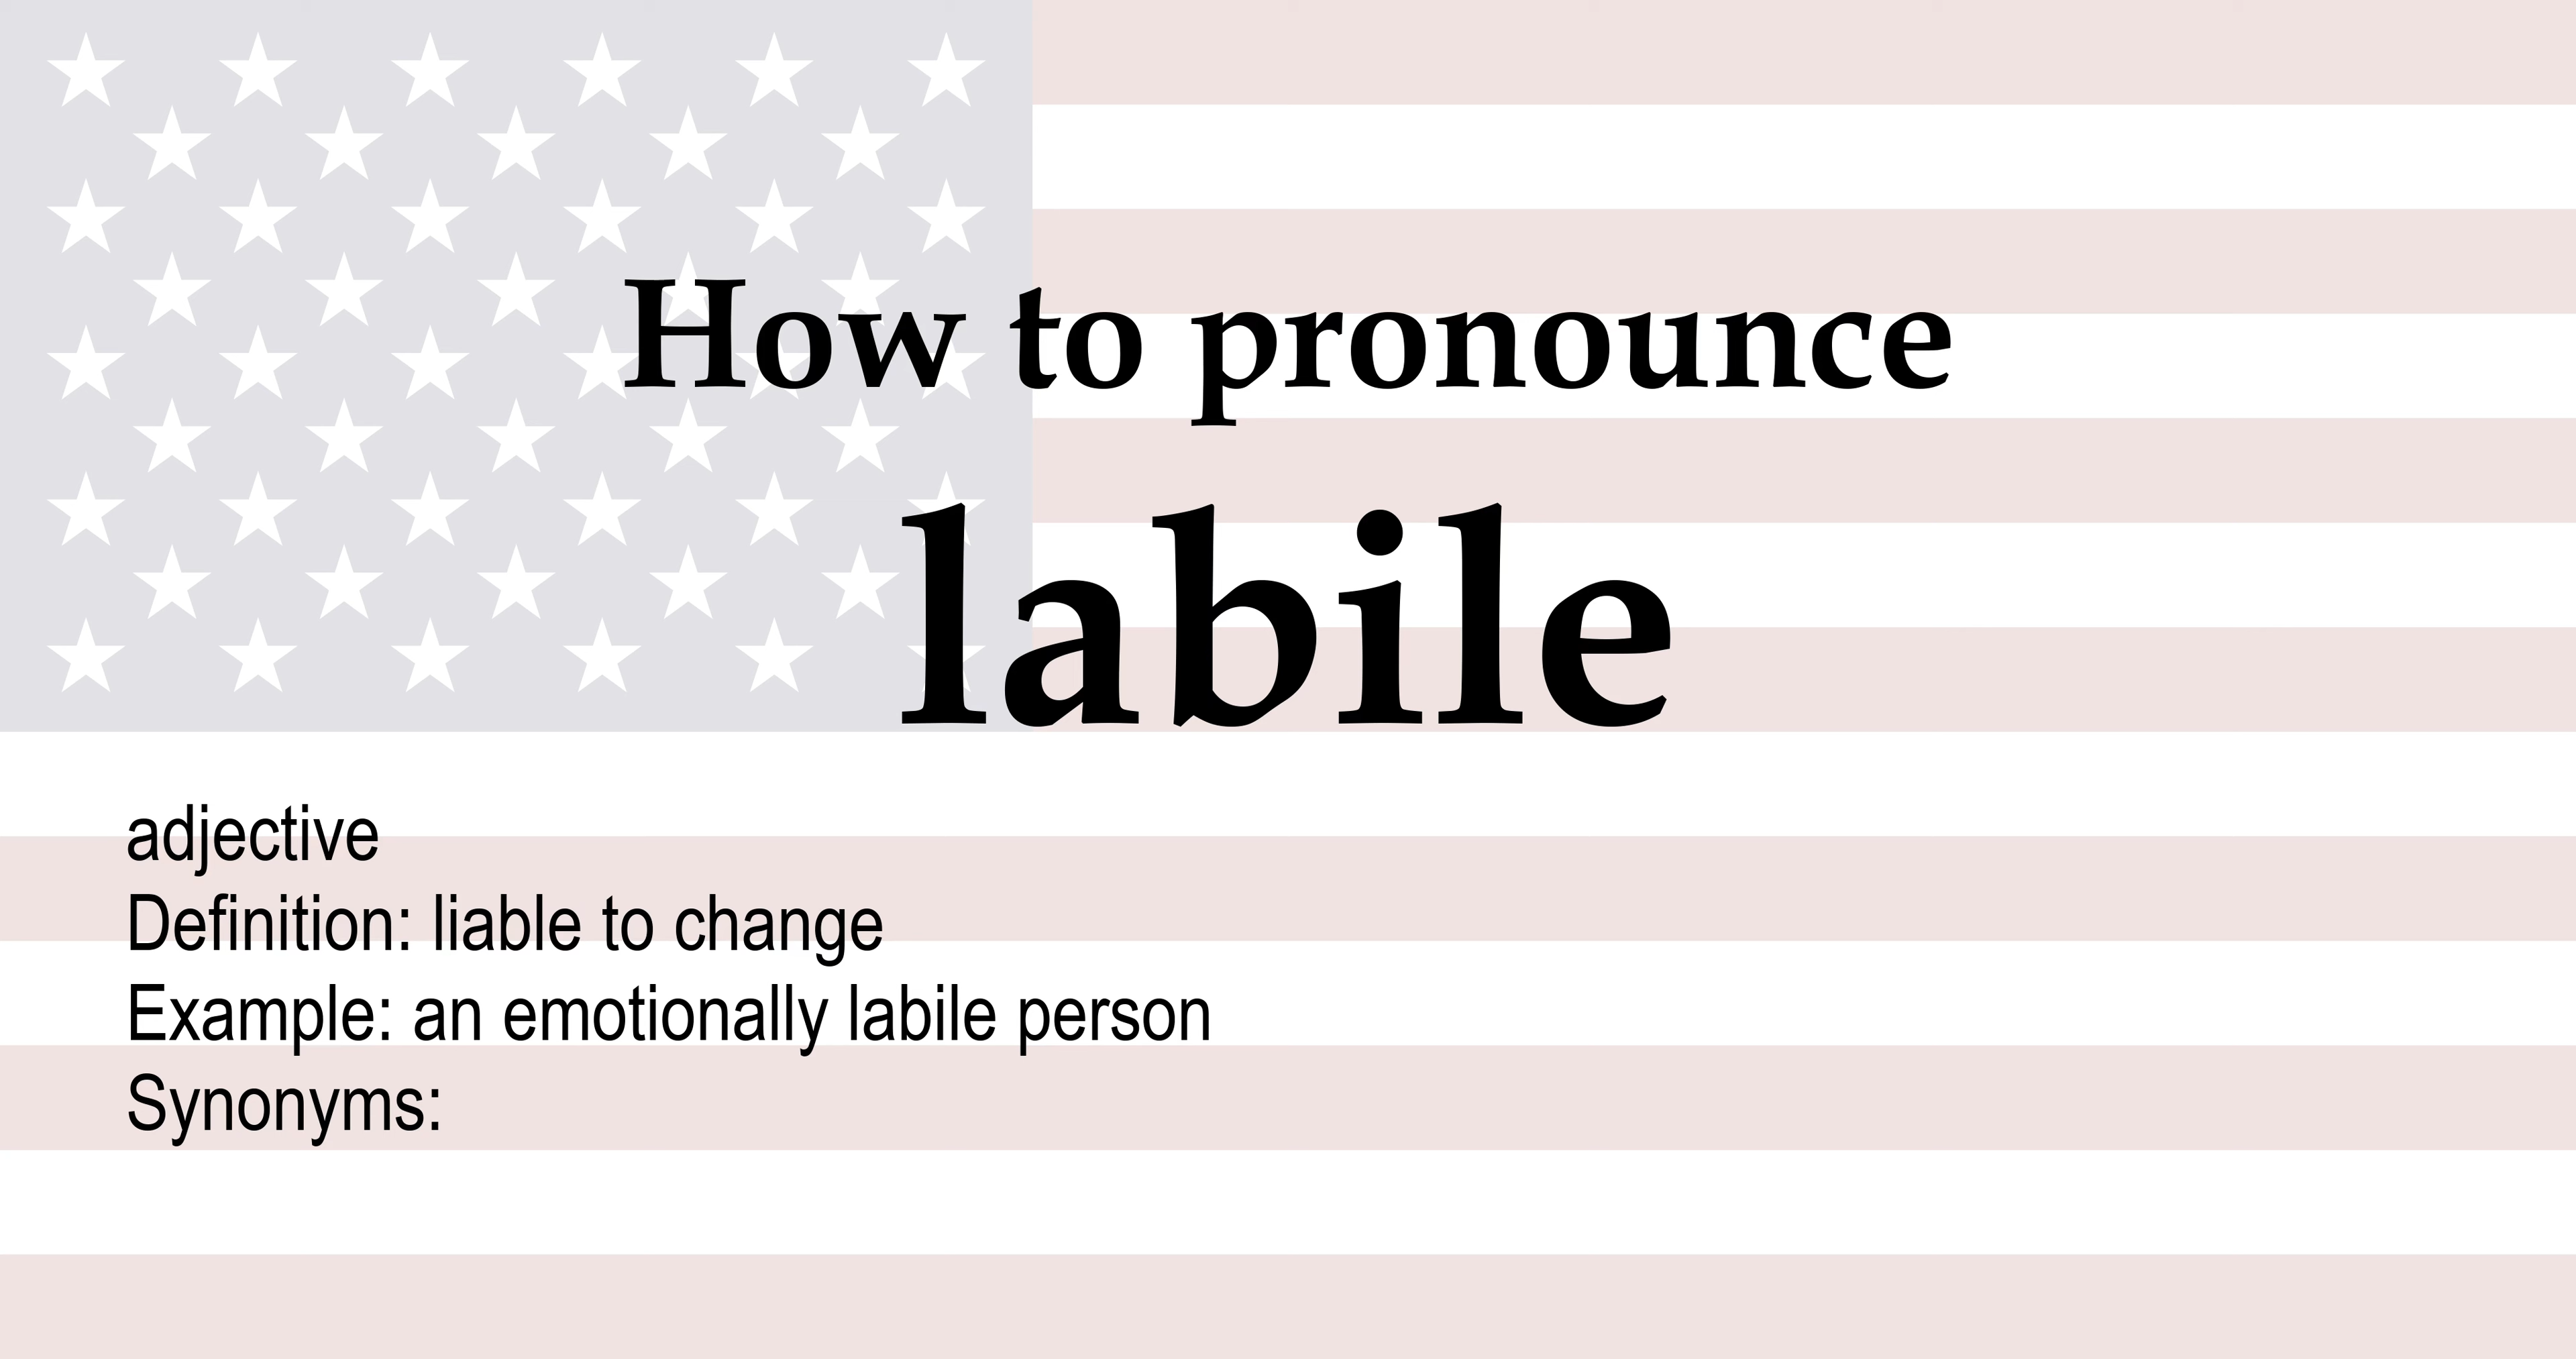 How to pronounce
labile
adjective
Definition: liable to change
Example: an emotionally labile person
Synonyms: